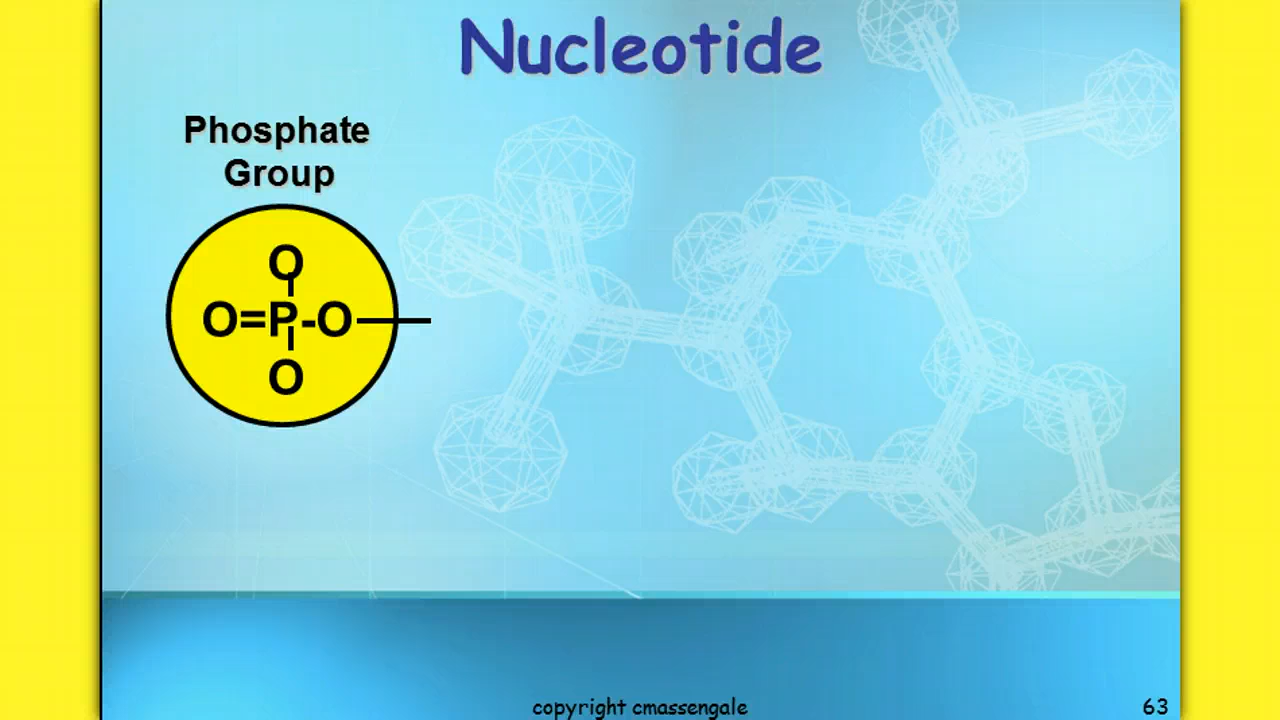 Nucleotide
Phosphate
Group
O
O=P-O
O
copyright cmassengale
63